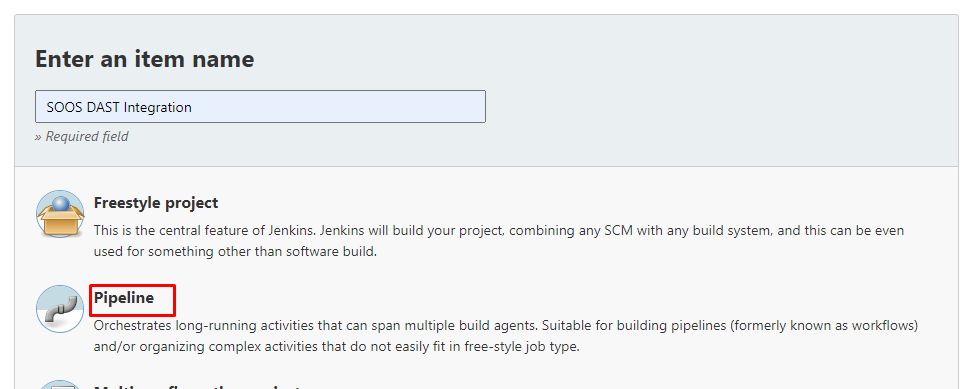 Enter an item name
SOOS DAST Integration
» Required field
Freestyle project
This is the central feature of Jenkins. Jenkins will build your project, combining any SCM with any build system, and this can be even
used for something other than software build.
Pipeline
Orchestrates long-running activities that can span multiple build agents. Suitable for building pipelines (formerly known as workflows)
and/or organizing complex activities that do not easily fit in free-style job type.